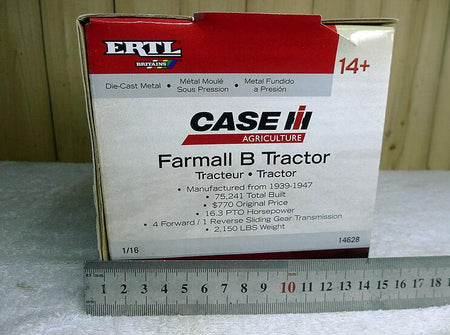 ERTL
BRITAINS
Die-Cast Metal • Métal Moulé Sous Pression • Metal Fundido a Presión
14+
CASE IH
AGRICULTURE
Farmall B Tractor
Tracteur • Tractor
• Manufactured from 1939-1947
• 75,241 Total Built
• $770 Original Price
• 16.3 PTO Horsepower
• 4 Forward / 1 Reverse Sliding Gear Transmission
• 2,150 LBS Weight
1/16
14628
1 2 3 4 5 6 7 8 9 10 11 12 13 14 15 16 17 18